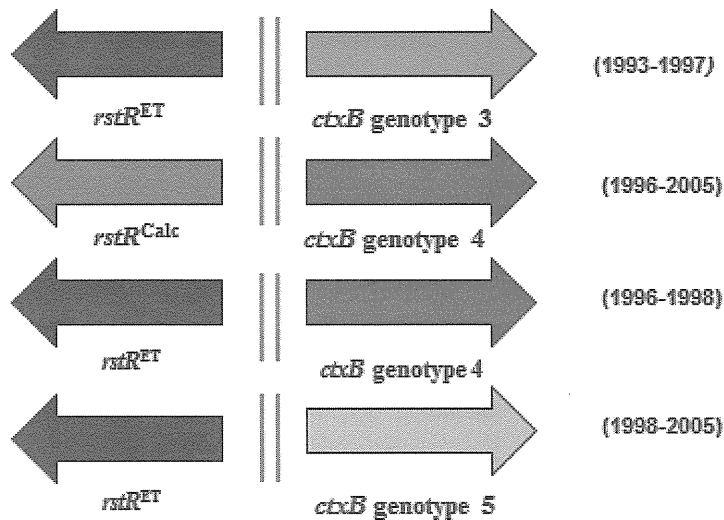 (1993-1997)
rstR^ET ctxB genotype 3
(1996-2005)
rstR^Calc ctxB genotype 4
(1996-1998)
rstR^ET ctxB genotype 4
(1998-2005)
rstR^ET ctxB genotype 5